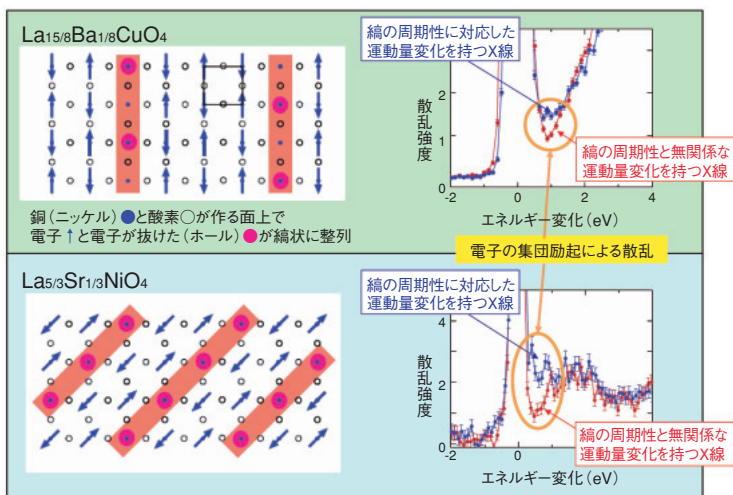 La15/8Ba1/8CuO4
銅(ニッケル)●と酸素○が作る面上で
電子↑と電子が抜けた(ホール)●が縞状に整列
縞の周期性に対応した
運動量変化を持つX線
散乱強度
2
1
0
縞の周期性と無関係な
運動量変化を持つX線
-2 0 2 4
エネルギー変化(eV)
電子の集団励起による散乱
La5/3Sr1/3NiO4
縞の周期性に対応した
運動量変化を持つX線
散乱強度
4
2
0
縞の周期性と無関係な
運動量変化を持つX線
-2 0 2 4
エネルギー変化(eV)